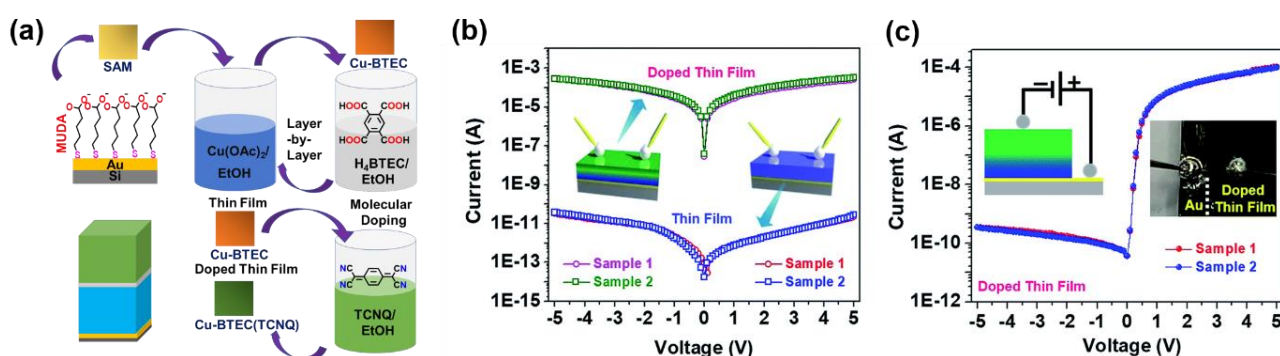 (a)
SAM
Cu-BTEC
MUDA
O⁻ O⁻ O⁻ O⁻ O⁻
O O O O O
S S S S S
Au
Si
Cu(OAc)₂/
EtOH
Layer
-by-
Layer
HOOC COOH
HOOC COOH
H₄BTEC/
EtOH
Thin Film
Cu-BTEC
Doped Thin Film
Cu-BTEC(TCNQ)
Molecular
Doping
NC CN
NC CN
TCNQ/
EtOH
(b)
Current (A)
1E-3
1E-5
1E-7
1E-9
1E-11
1E-13
1E-15
Doped Thin Film
Thin Film
Sample 1
Sample 2
Sample 1
Sample 2
-5 -4 -3 -2 -1 0 1 2 3 4 5
Voltage (V)
(c)
Current (A)
1E-4
1E-6
1E-8
1E-10
1E-12
− +
Au
Doped
Thin Film
Sample 1
Sample 2
Doped Thin Film
-5 -4 -3 -2 -1 0 1 2 3 4 5
Voltage (V)